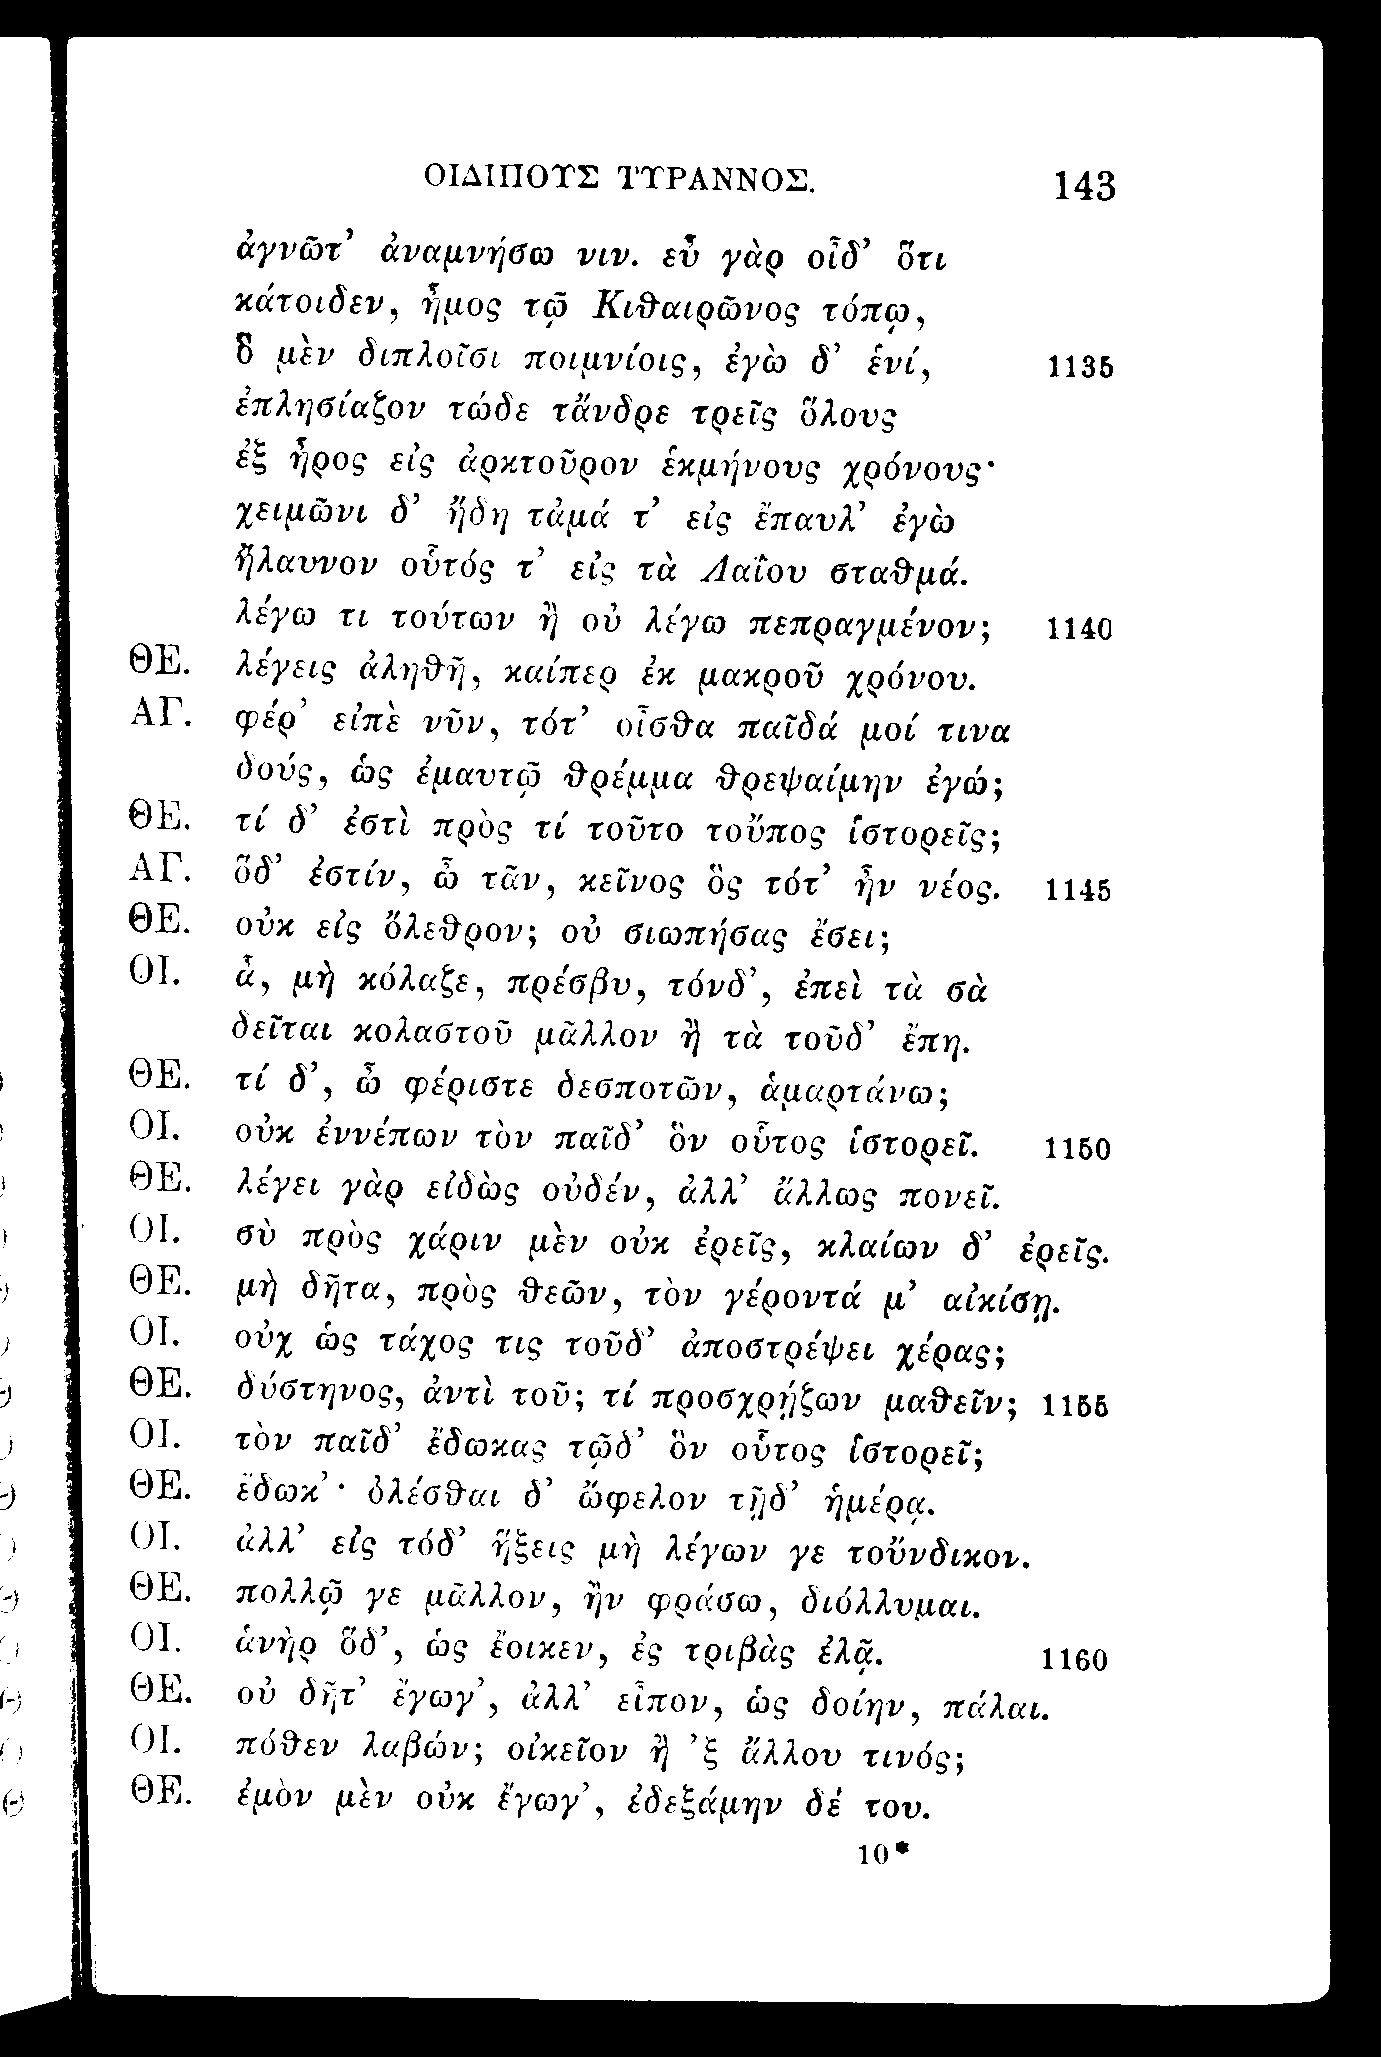 ΟΙΔΙΠΟΥΣ ΤΥΡΑΝΝΟΣ. 143
ἀγνῶτ’ ἀναμνήσω νιν. εὖ γὰρ οἶδ’ ὅτι
κάτοιδεν, ἦμος τῷ Κιθαιρῶνος τόπῳ,
ὃ μὲν διπλοῖσι ποιμνίοις, ἐγὼ δ’ ἑνί, 1135
ἐπλησίαζον τώδε τἄνδρε τρεῖς ὅλους
ἐξ ἦρος εἰς ἀρκτοῦρον ἑκμήνους χρόνους·
χειμῶνι δ’ ἤδη τἀμά τ’ εἰς ἔπαυλ’ ἐγὼ
ἤλαυνον οὗτός τ’ εἰς τὰ Λαΐου σταθμά.
λέγω τι τούτων ἢ οὐ λέγω πεπραγμένον; 1140
ΘΕ. λέγεις ἀληθῆ, καίπερ ἐκ μακροῦ χρόνου.
ΑΓ. φέρ’ εἰπὲ νῦν, τότ’ οἶσθα παῖδά μοί τινα
δούς, ὡς ἐμαυτῷ θρέμμα θρεψαίμην ἐγώ;
ΘΕ. τί δ’ ἐστὶ πρὸς τί τοῦτο τοὔπος ἱστορεῖς;
ΑΓ. ὅδ’ ἐστίν, ὦ τᾶν, κεῖνος ὃς τότ’ ἦν νέος. 1145
ΘΕ. οὐκ εἰς ὄλεθρον; οὐ σιωπήσας ἔσει;
ΟΙ. ἆ, μὴ κόλαζε, πρέσβυ, τόνδ’, ἐπεὶ τὰ σὰ
δεῖται κολαστοῦ μᾶλλον ἢ τὰ τοῦδ’ ἔπη.
ΘΕ. τί δ’, ὦ φέριστε δεσποτῶν, ἁμαρτάνω;
ΟΙ. οὐκ ἐννέπων τὸν παῖδ’ ὃν οὗτος ἱστορεῖ. 1150
ΘΕ. λέγει γὰρ εἰδὼς οὐδέν, ἀλλ’ ἄλλως πονεῖ.
ΟΙ. σὺ πρὸς χάριν μὲν οὐκ ἐρεῖς, κλαίων δ’ ἐρεῖς.
ΘΕ. μὴ δῆτα, πρὸς θεῶν, τὸν γέροντά μ’ αἰκίσῃ.
ΟΙ. οὐχ ὡς τάχος τις τοῦδ’ ἀποστρέψει χέρας;
ΘΕ. δύστηνος, ἀντὶ τοῦ; τί προσχρῄζων μαθεῖν; 1155
ΟΙ. τὸν παῖδ’ ἔδωκας τῷδ’ ὃν οὗτος ἱστορεῖ;
ΘΕ. ἔδωκ’· ὀλέσθαι δ’ ὤφελον τῇδ’ ἡμέρᾳ.
ΟΙ. ἀλλ’ εἰς τόδ’ ἥξεις μὴ λέγων γε τοὔνδικον.
ΘΕ. πολλῷ γε μᾶλλον, ἢν φράσω, διόλλυμαι.
ΟΙ. ἁνὴρ ὅδ’, ὡς ἔοικεν, ἐς τριβὰς ἐλᾷ. 1160
ΘΕ. οὐ δῆτ’ ἔγωγ’, ἀλλ’ εἶπον, ὡς δοίην, πάλαι.
ΟΙ. πόθεν λαβών; οἰκεῖον ἢ ’ξ ἄλλου τινός;
ΘΕ. ἐμὸν μὲν οὐκ ἔγωγ’, ἐδεξάμην δέ του.
10*